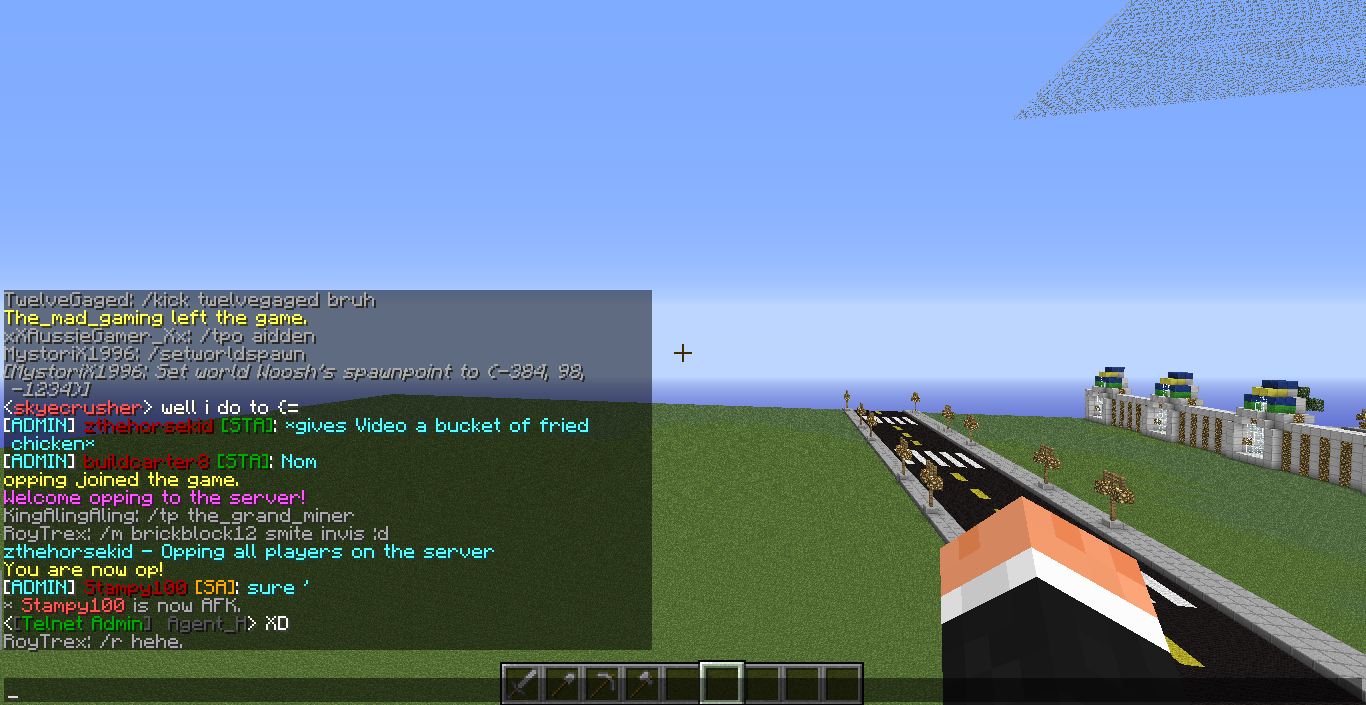 TwelveGaged: /kick twelvegaged bruh
The_mad_gaming left the game.
xXAussieGamer_Xx: /tpo aidden
MystoriX1996: /setworldspawn
[MystoriX1996: Set world Woosh's spawnpoint to (-384, 98,
-1234)]
<skyecrusher> well i do to (=
[ADMIN] zthehorsekid [STA]: *gives Video a bucket of fried
chicken*
[ADMIN] buildcarter8 [STA]: Nom
opping joined the game.
Welcome opping to the server!
KingAlingAling: /tp the_grand_miner
RoyTrex: /m brickblock12 smite invis :d
zthehorsekid - Opping all players on the server
You are now op!
[ADMIN] Stampy100 [SA]: sure '
* Stampy100 is now AFK.
<[Telnet Admin] Agent_H> XD
RoyTrex: /r hehe.
_